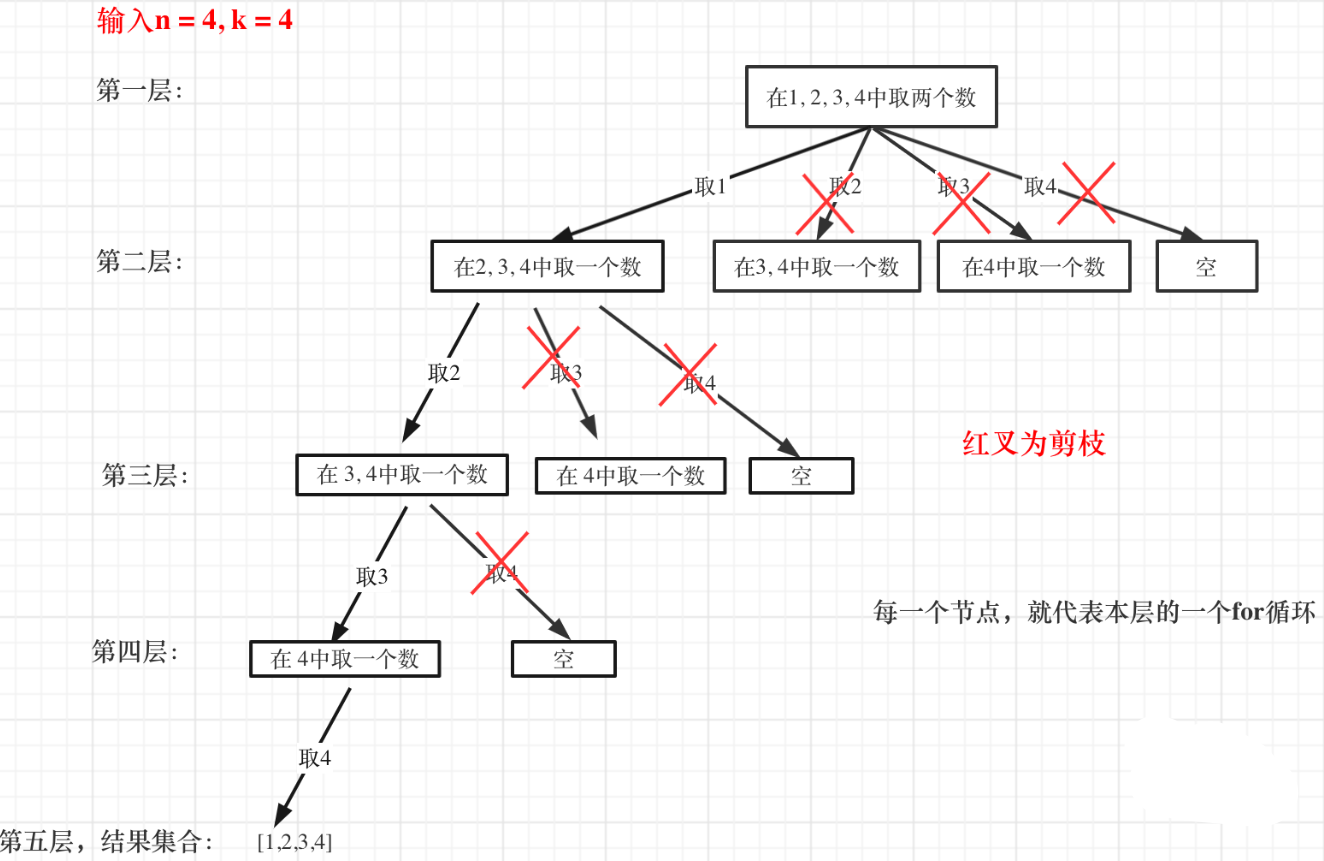 输入n = 4, k = 4
第一层：
在1, 2, 3, 4中取两个数
取1
取2
取3
取4
第二层：
在2, 3, 4中取一个数
在3, 4中取一个数
在4中取一个数
空
取2
取3
取4
红叉为剪枝
第三层：
在 3, 4中取一个数
在 4中取一个数
空
取3
取4
每一个节点，就代表本层的一个for循环
第四层：
在 4中取一个数
空
取4
第五层，结果集合：
[1,2,3,4]